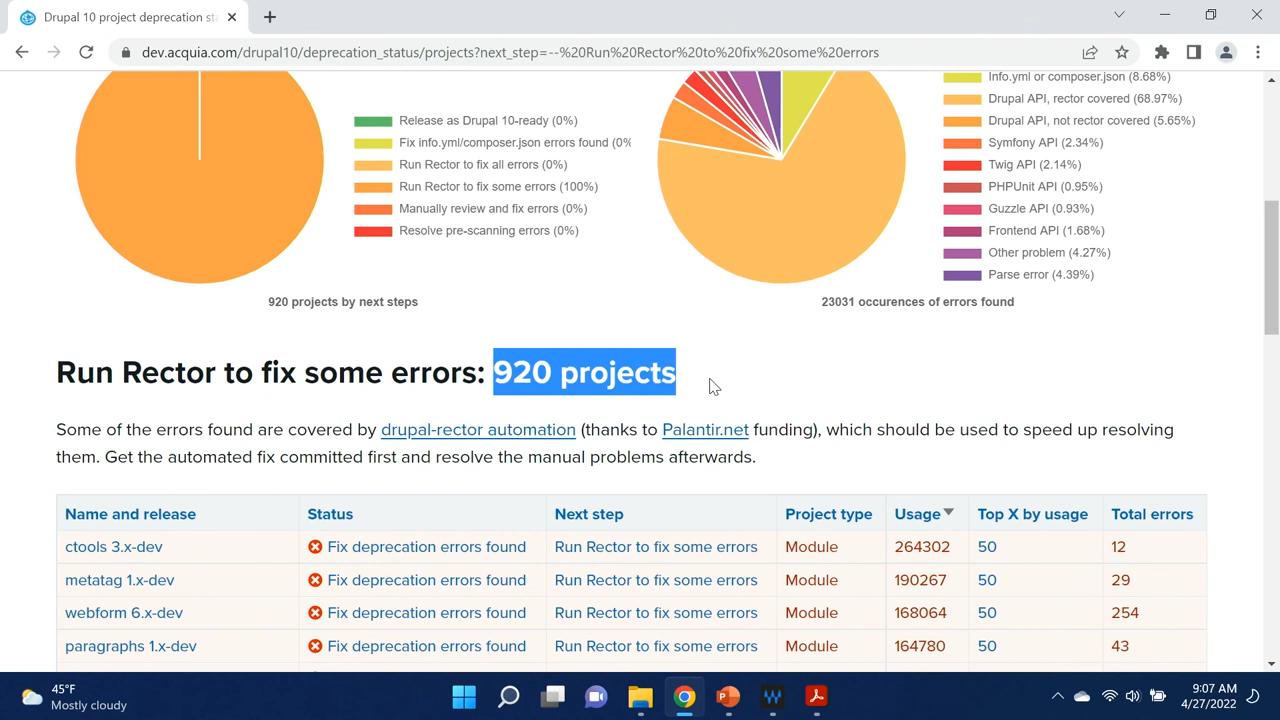 Drupal 10 project deprecation sta
dev.acquia.com/drupal10/deprecation_status/projects?next_step=--%20Run%20Rector%20to%20fix%20some%20errors
Release as Drupal 10-ready (0%)
Fix info.yml/composer.json errors found (0%
Run Rector to fix all errors (0%)
Run Rector to fix some errors (100%)
Manually review and fix errors (0%)
Resolve pre-scanning errors (0%)
920 projects by next steps
Info.yml or composer.json (8.68%)
Drupal API, rector covered (68.97%)
Drupal API, not rector covered (5.65%)
Symfony API (2.34%)
Twig API (2.14%)
PHPUnit API (0.95%)
Guzzle API (0.93%)
Frontend API (1.68%)
Other problem (4.27%)
Parse error (4.39%)
23031 occurences of errors found
Run Rector to fix some errors: 920 projects
Some of the errors found are covered by drupal-rector automation (thanks to Palantir.net funding), which should be used to speed up resolving
them. Get the automated fix committed first and resolve the manual problems afterwards.
Name and release Status Next step Project type Usage Top X by usage Total errors
ctools 3.x-dev Fix deprecation errors found Run Rector to fix some errors Module 264302 50 12
metatag 1.x-dev Fix deprecation errors found Run Rector to fix some errors Module 190267 50 29
webform 6.x-dev Fix deprecation errors found Run Rector to fix some errors Module 168064 50 254
paragraphs 1.x-dev Fix deprecation errors found Run Rector to fix some errors Module 164780 50 43
45°F
Mostly cloudy
9:07 AM
4/27/2022